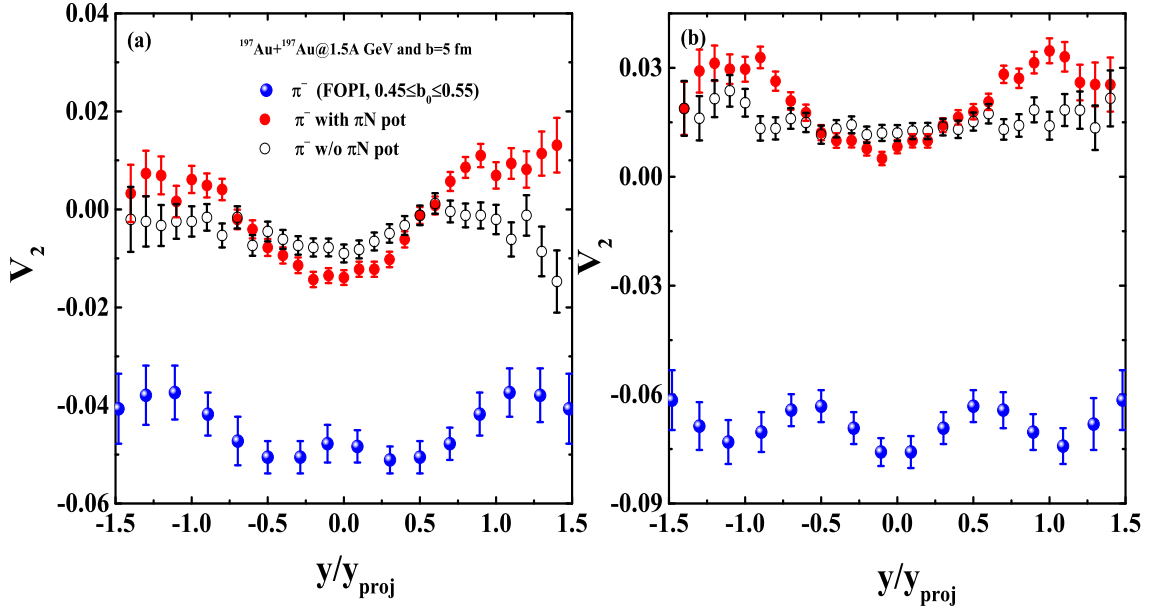 (a)
¹⁹⁷Au+¹⁹⁷Au@1.5A GeV and b=5 fm
π⁻ (FOPI, 0.45≤b₀≤0.55)
π⁻ with πN pot
π⁻ w/o πN pot
0.04
0.02
0.00
-0.02
-0.04
-0.06
V₂
-1.5 -1.0 -0.5 0.0 0.5 1.0 1.5
y/y_proj
(b)
0.03
0.00
-0.03
-0.06
-0.09
V₂
-1.5 -1.0 -0.5 0.0 0.5 1.0 1.5
y/y_proj